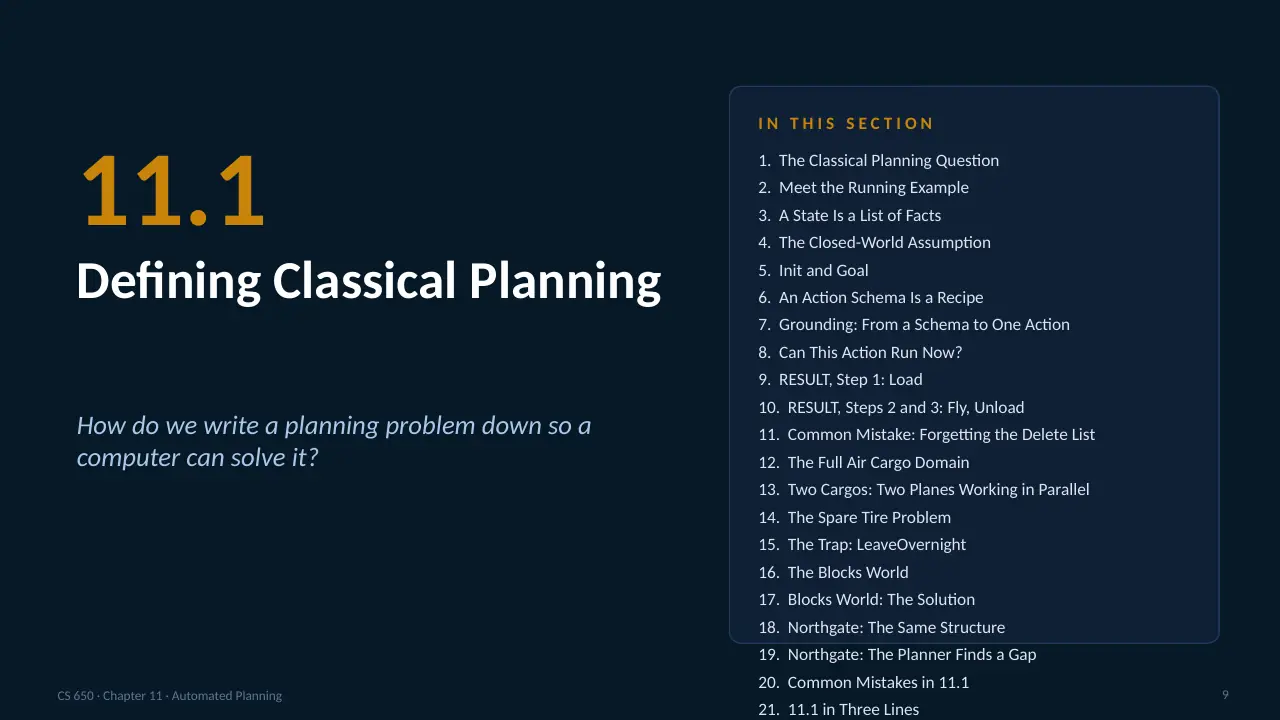 11.1
Defining Classical Planning
How do we write a planning problem down so a
computer can solve it?
IN THIS SECTION
1. The Classical Planning Question
2. Meet the Running Example
3. A State Is a List of Facts
4. The Closed-World Assumption
5. Init and Goal
6. An Action Schema Is a Recipe
7. Grounding: From a Schema to One Action
8. Can This Action Run Now?
9. RESULT, Step 1: Load
10. RESULT, Steps 2 and 3: Fly, Unload
11. Common Mistake: Forgetting the Delete List
12. The Full Air Cargo Domain
13. Two Cargos: Two Planes Working in Parallel
14. The Spare Tire Problem
15. The Trap: LeaveOvernight
16. The Blocks World
17. Blocks World: The Solution
18. Northgate: The Same Structure
19. Northgate: The Planner Finds a Gap
20. Common Mistakes in 11.1
21. 11.1 in Three Lines
CS 650 · Chapter 11 · Automated Planning
9